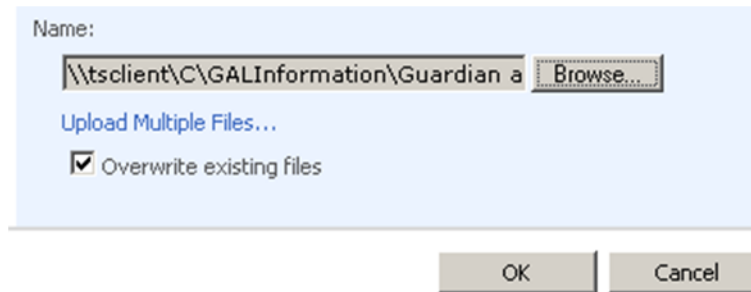 Name:
\\tsclient\C\GALInformation\Guardian a Browse...
Upload Multiple Files...
Overwrite existing files
OK Cancel